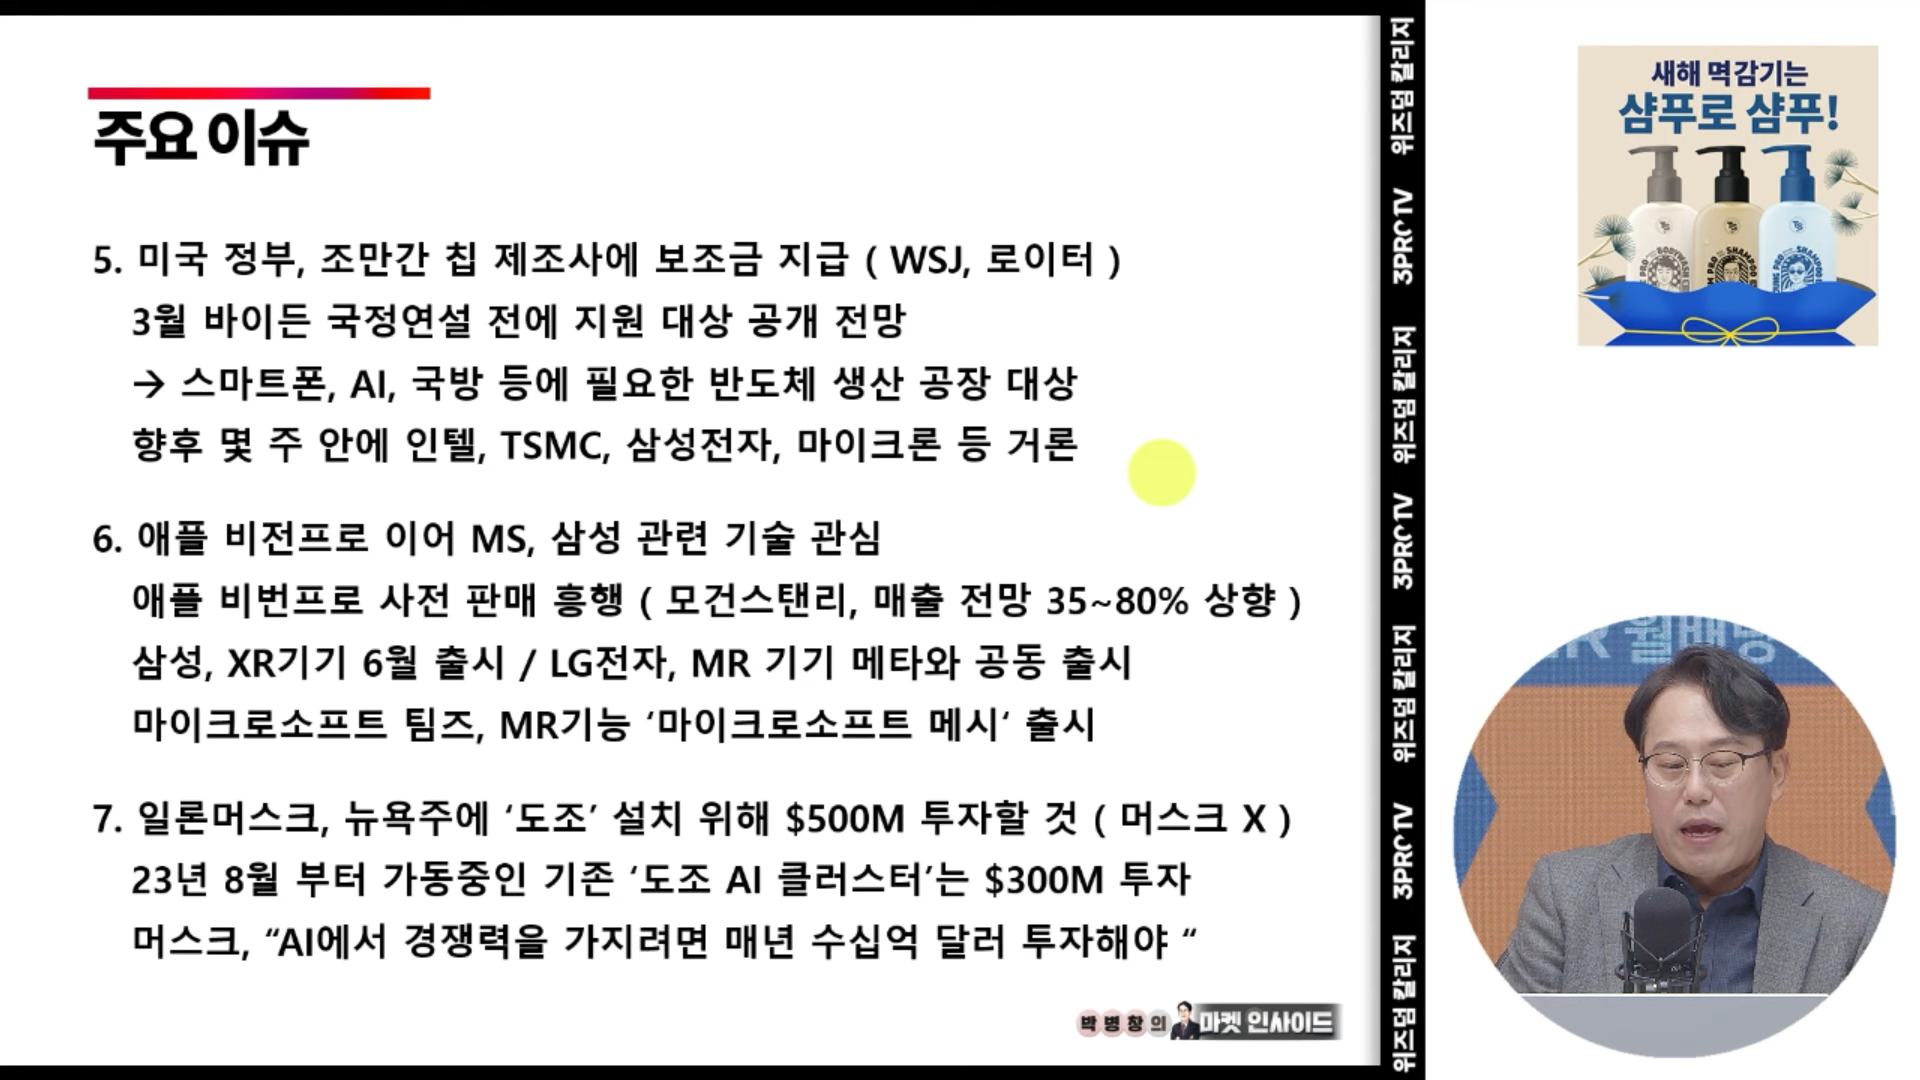 주요 이슈
5. 미국 정부, 조만간 칩 제조사에 보조금 지급 ( WSJ, 로이터 )
3월 바이든 국정연설 전에 지원 대상 공개 전망
→ 스마트폰, AI, 국방 등에 필요한 반도체 생산 공장 대상
향후 몇 주 안에 인텔, TSMC, 삼성전자, 마이크론 등 거론
6. 애플 비전프로 이어 MS, 삼성 관련 기술 관심
애플 비번프로 사전 판매 흥행 ( 모건스탠리, 매출 전망 35~80% 상향 )
삼성, XR기기 6월 출시 / LG전자, MR 기기 메타와 공동 출시
마이크로소프트 팀즈, MR기능 ‘마이크로소프트 메시‘ 출시
7. 일론머스크, 뉴욕주에 ‘도조’ 설치 위해 $500M 투자할 것 ( 머스크 X )
23년 8월 부터 가동중인 기존 ‘도조 AI 클러스터’는 $300M 투자
머스크, “AI에서 경쟁력을 가지려면 매년 수십억 달러 투자해야 “
박병창의 마켓 인사이드
위즈덤 칼리지
3PRO TV
위즈덤 칼리지
3PRO TV
위즈덤 칼리지
3PRO TV
위즈덤 칼리지
새해 멱감기는
샴푸로 샴푸!